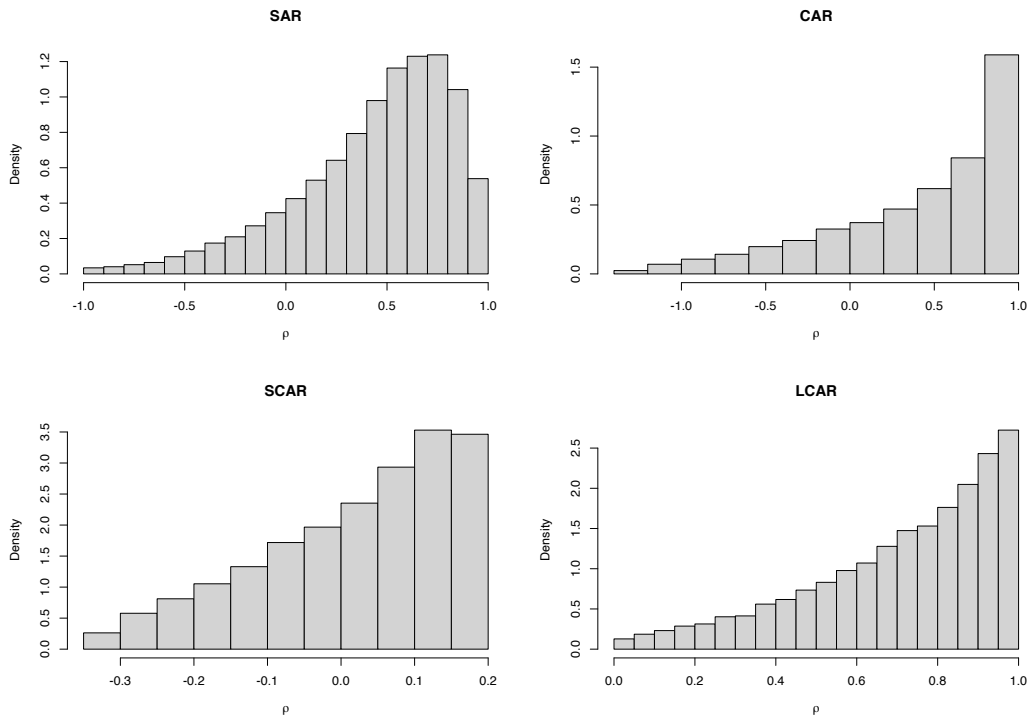 SAR
Density
0.0 0.2 0.4 0.6 0.8 1.0 1.2
-1.0 -0.5 0.0 0.5 1.0
ρ
CAR
Density
0.0 0.5 1.0 1.5
-1.0 -0.5 0.0 0.5 1.0
ρ
SCAR
Density
0.0 0.5 1.0 1.5 2.0 2.5 3.0 3.5
-0.3 -0.2 -0.1 0.0 0.1 0.2
ρ
LCAR
Density
0.0 0.5 1.0 1.5 2.0 2.5
0.0 0.2 0.4 0.6 0.8 1.0
ρ